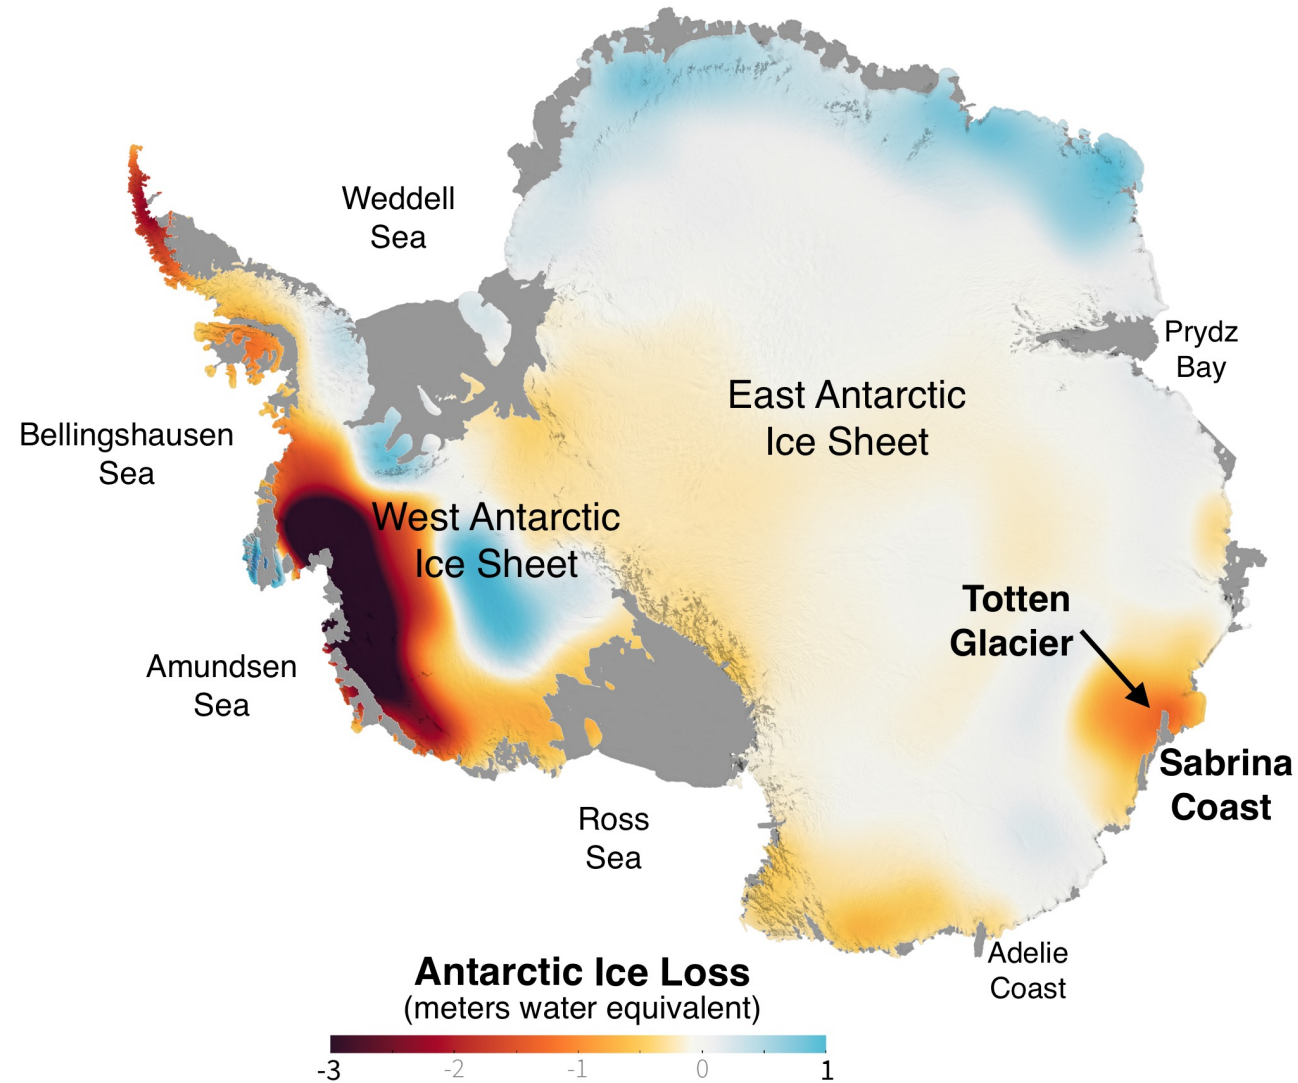 Weddell
Sea
Prydz
Bay
East Antarctic
Ice Sheet
Bellingshausen
Sea
West Antarctic
Ice Sheet
Totten
Glacier
Amundsen
Sea
Sabrina
Coast
Ross
Sea
Adelie
Coast
Antarctic Ice Loss
(meters water equivalent)
-3 -2 -1 0 1